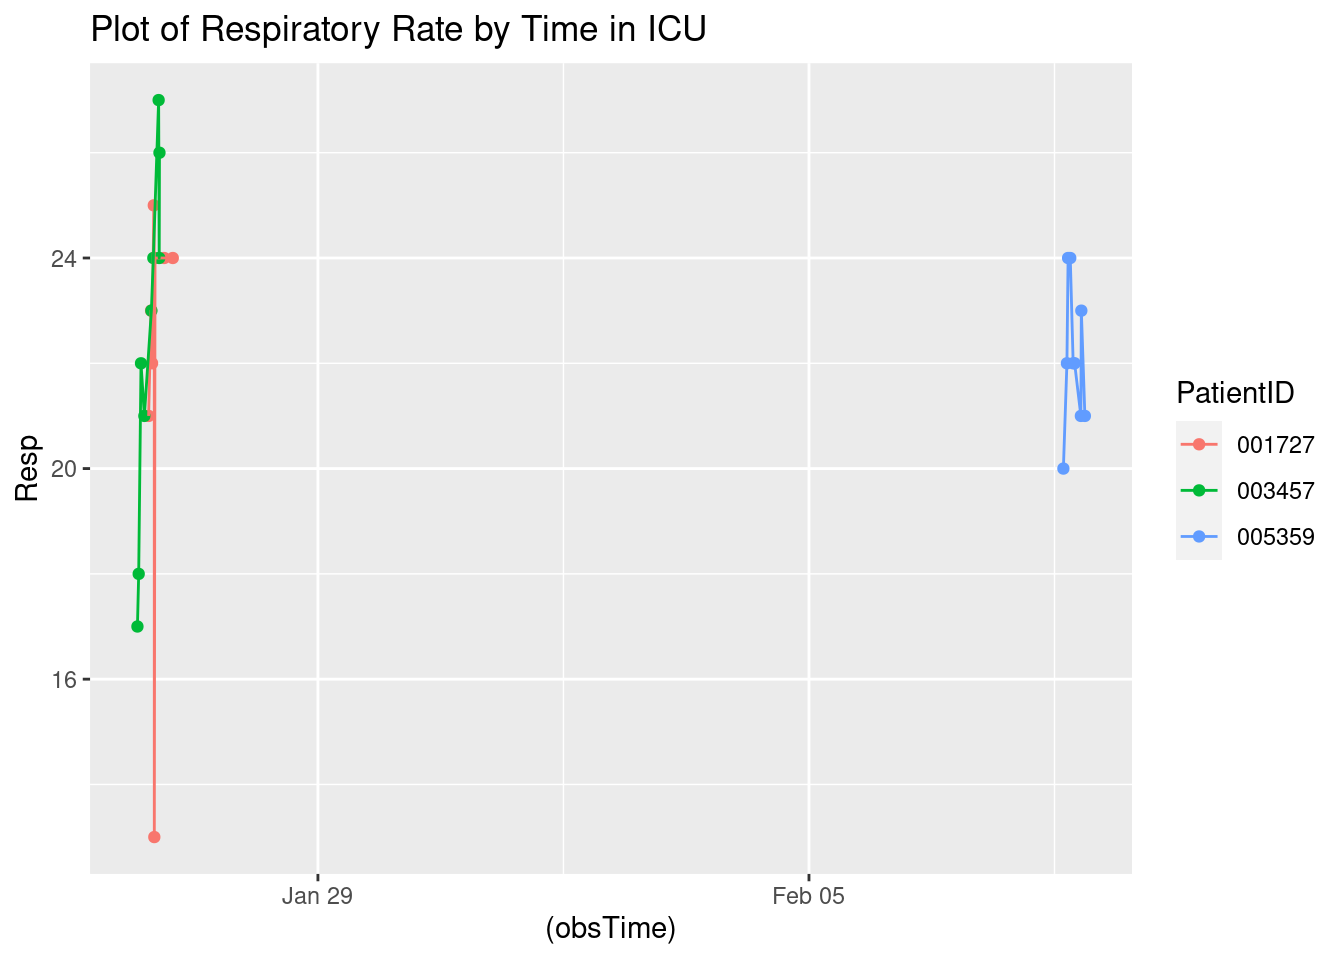 Plot of Respiratory Rate by Time in ICU
24
20
16
Resp
Jan 29
Feb 05
(obsTime)
PatientID
001727
003457
005359